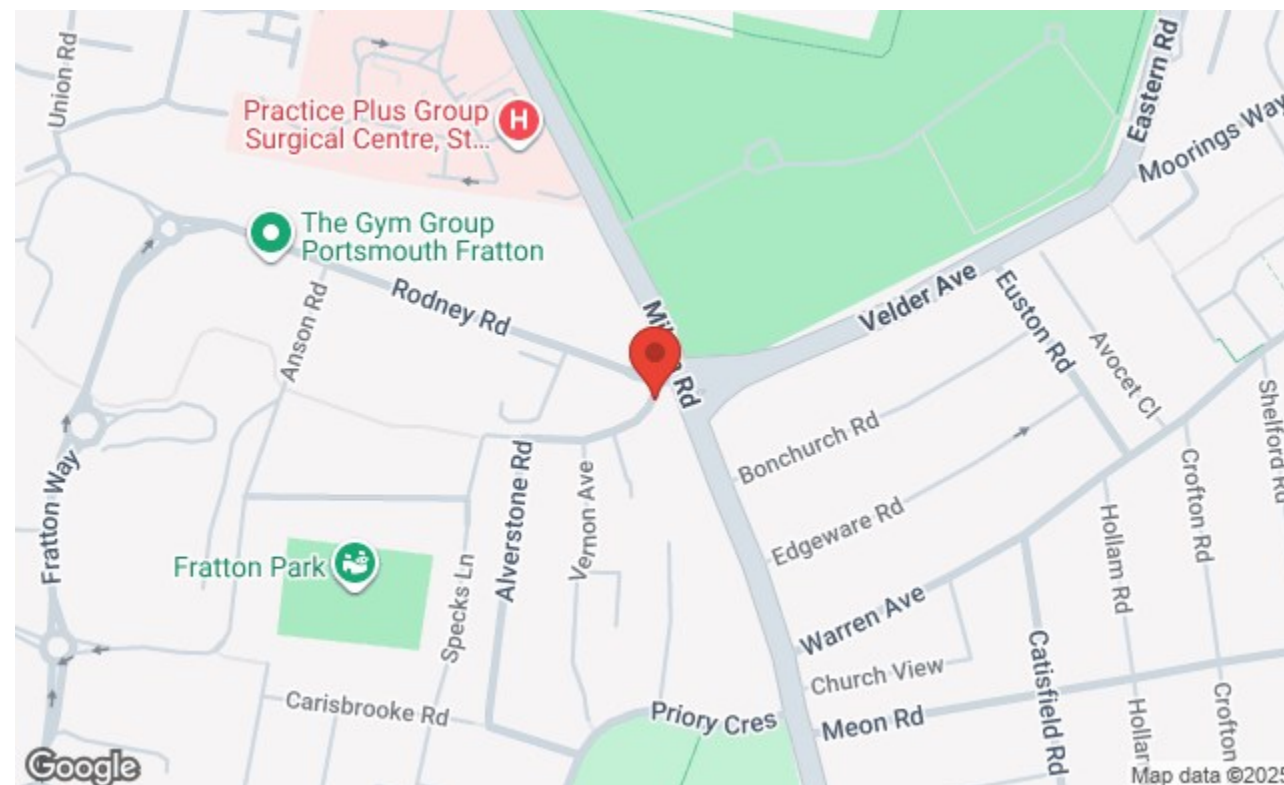 Union Rd
Practice Plus Group
Surgical Centre, St...
H
Eastern Rd
Moorings Way
The Gym Group
Portsmouth Fratton
Rodney Rd
Anson Rd
Rd
Velder Ave
Euston Rd
Avocet Cl
Shelford Rd
Bonchurch Rd
Edgeware Rd
Crofton Rd
Hollam Rd
Fratton Way
Alverstone Rd
Vernon Ave
Fratton Park
Specks Ln
Warren Ave
Church View
Catisfield Rd
Carisbrooke Rd
Priory Cres
Meon Rd
Crofton
Google
Map data ©2025